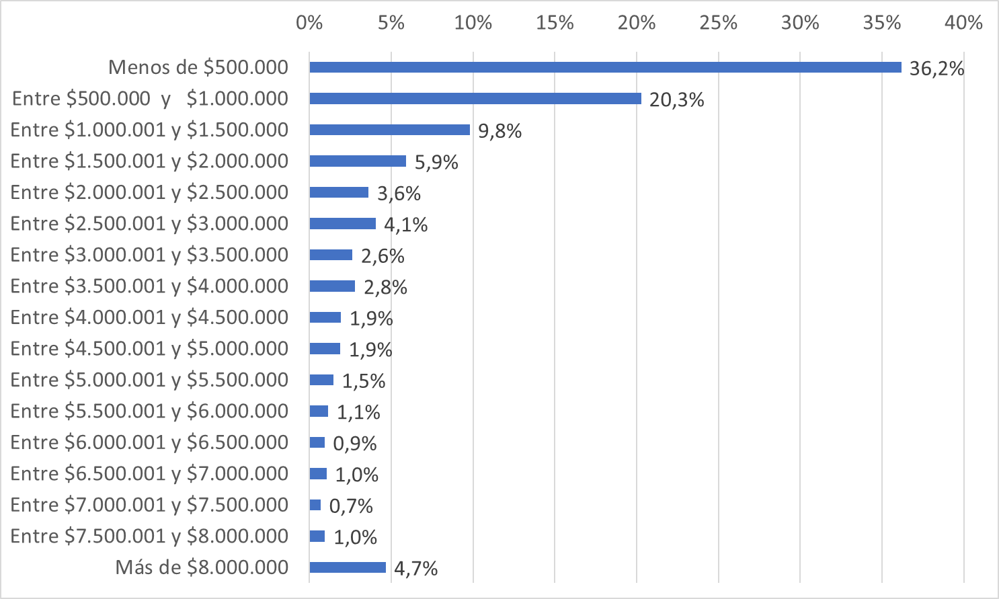 0% 5% 10% 15% 20% 25% 30% 35% 40%
Menos de $500.000 36,2%
Entre $500.000 y $1.000.000 20,3%
Entre $1.000.001 y $1.500.000 9,8%
Entre $1.500.001 y $2.000.000 5,9%
Entre $2.000.001 y $2.500.000 3,6%
Entre $2.500.001 y $3.000.000 4,1%
Entre $3.000.001 y $3.500.000 2,6%
Entre $3.500.001 y $4.000.000 2,8%
Entre $4.000.001 y $4.500.000 1,9%
Entre $4.500.001 y $5.000.000 1,9%
Entre $5.000.001 y $5.500.000 1,5%
Entre $5.500.001 y $6.000.000 1,1%
Entre $6.000.001 y $6.500.000 0,9%
Entre $6.500.001 y $7.000.000 1,0%
Entre $7.000.001 y $7.500.000 0,7%
Entre $7.500.001 y $8.000.000 1,0%
Más de $8.000.000 4,7%